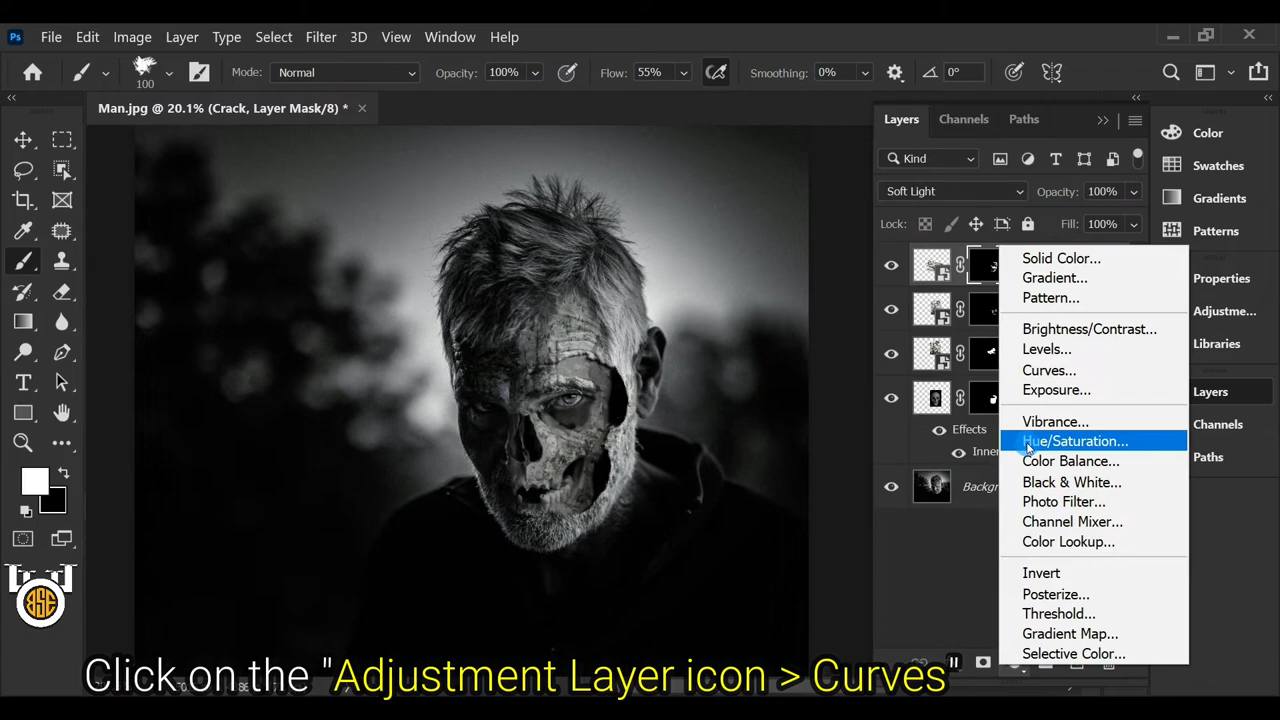 Ps File Edit Image Layer Type Select Filter 3D View Window Help
100 Mode: Normal Opacity: 100% Flow: 55% Smoothing: 0% 0°
Man.jpg @ 20.1% (Crack, Layer Mask/8) *
Layers Channels Paths
Kind
Soft Light Opacity: 100%
Lock: Fill: 100%
Effects
Inne
Backgr
Solid Color...
Gradient...
Pattern...
Brightness/Contrast...
Levels...
Curves...
Exposure...
Vibrance...
Hue/Saturation...
Color Balance...
Black & White...
Photo Filter...
Channel Mixer...
Color Lookup...
Invert
Posterize...
Threshold...
Gradient Map...
Selective Color...
Color
Swatches
Gradients
Patterns
Properties
Adjustme...
Libraries
Layers
Channels
Paths
BSE
Click on the "Adjustment Layer icon > Curves"